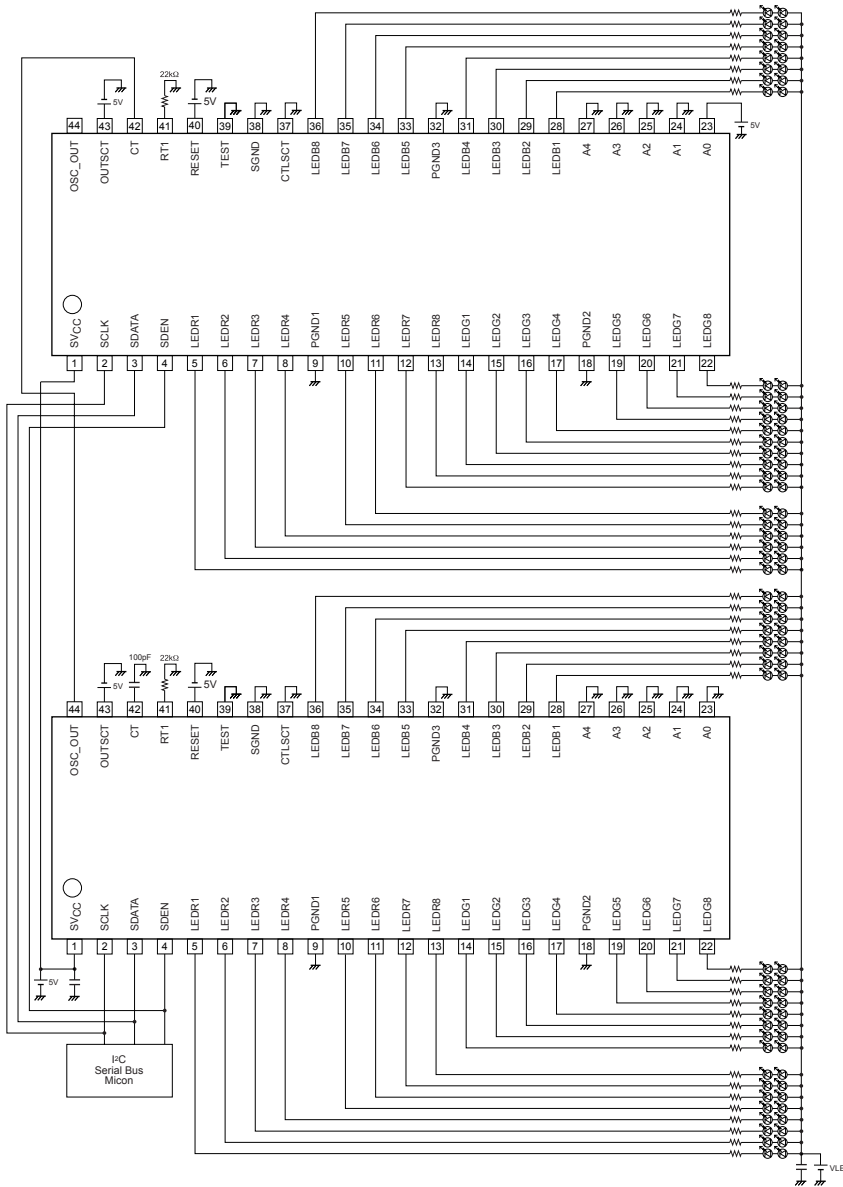 22kΩ
5V
5V
44 43 42 41 40 39 38 37 36 35 34 33 32 31 30 29 28 27 26 25 24 23
5V
OSC_OUT
OUTSCT
CT
RT1
RESET
TEST
SGND
CTLSCT
LEDB8
LEDB7
LEDB6
LEDB5
PGND3
LEDB4
LEDB3
LEDB2
LEDB1
A4
A3
A2
A1
A0
SVCC
SCLK
SDATA
SDEN
LEDR1
LEDR2
LEDR3
LEDR4
PGND1
LEDR5
LEDR6
LEDR7
LEDR8
LEDG1
LEDG2
LEDG3
LEDG4
PGND2
LEDG5
LEDG6
LEDG7
LEDG8
1 2 3 4 5 6 7 8 9 10 11 12 13 14 15 16 17 18 19 20 21 22
100pF
22kΩ
5V
5V
44 43 42 41 40 39 38 37 36 35 34 33 32 31 30 29 28 27 26 25 24 23
OSC_OUT
OUTSCT
CT
RT1
RESET
TEST
SGND
CTLSCT
LEDB8
LEDB7
LEDB6
LEDB5
PGND3
LEDB4
LEDB3
LEDB2
LEDB1
A4
A3
A2
A1
A0
SVCC
SCLK
SDATA
SDEN
LEDR1
LEDR2
LEDR3
LEDR4
PGND1
LEDR5
LEDR6
LEDR7
LEDR8
LEDG1
LEDG2
LEDG3
LEDG4
PGND2
LEDG5
LEDG6
LEDG7
LEDG8
1 2 3 4 5 6 7 8 9 10 11 12 13 14 15 16 17 18 19 20 21 22
5V
I²C
Serial Bus
Micon